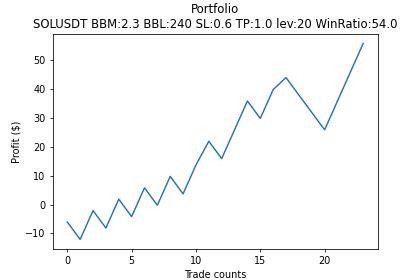 Portfolio
SOLUSDT BBM:2.3 BBL:240 SL:0.6 TP:1.0 lev:20 WinRatio:54.0
Profit ($)
50
40
30
20
10
0
−10
0 5 10 15 20
Trade counts